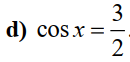 d) cos x = 3/2.